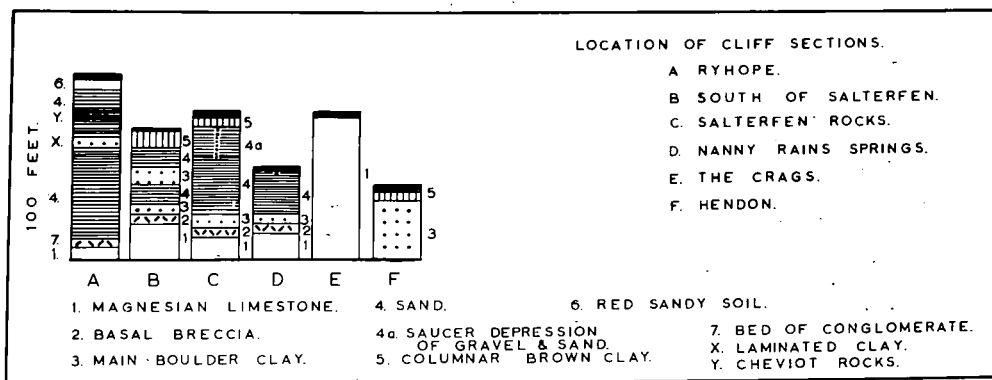 LOCATION OF CLIFF SECTIONS.
A RYHOPE.
B SOUTH OF SALTERFEN.
C. SALTERFEN ROCKS.
D. NANNY RAINS SPRINGS.
E. THE CRAGS.
F. HENDON.
100 FEET.
6.
4.
Y.
X.
4.
7.
1.
5
4
3
4
3
2
1
5
4a
4
3
2
1
4
3
2
1
1
5
3
A B C D E F
1. MAGNESIAN LIMESTONE. 4. SAND. 6. RED SANDY SOIL.
2. BASAL BRECCIA. 4a. SAUCER DEPRESSION OF GRAVEL & SAND. 7. BED OF CONGLOMERATE.
3. MAIN BOULDER CLAY. 5. COLUMNAR BROWN CLAY. X. LAMINATED CLAY.
Y. CHEVIOT ROCKS.